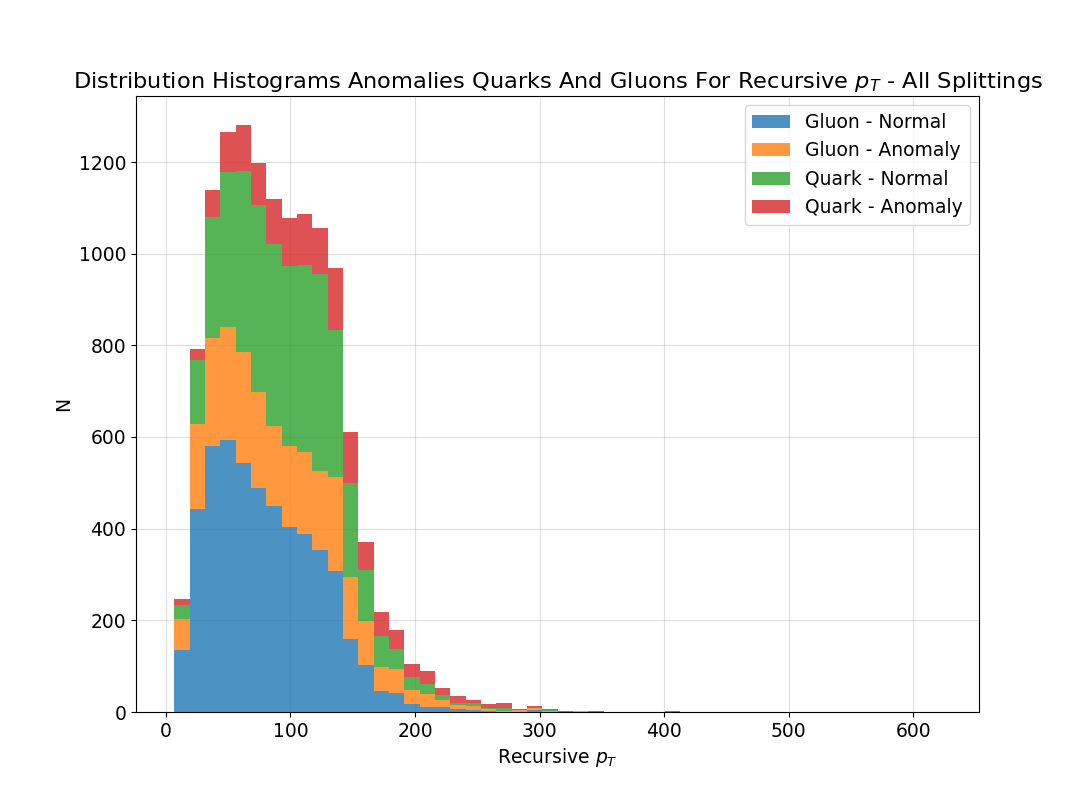 Distribution Histograms Anomalies Quarks And Gluons For Recursive $p_T$ - All Splittings
Gluon - Normal
Gluon - Anomaly
Quark - Normal
Quark - Anomaly
1200
1000
800
600
400
200
0
N
0 100 200 300 400 500 600
Recursive $p_T$